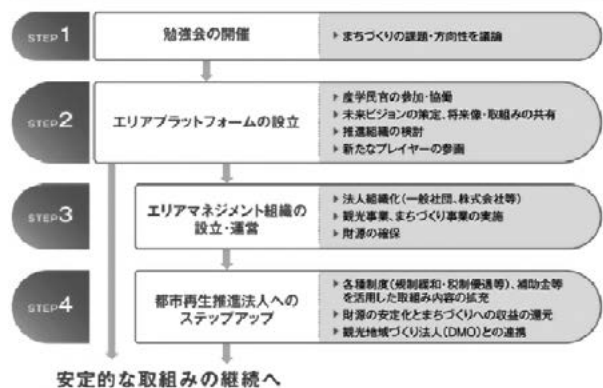 STEP1
勉強会の開催
▶ まちづくりの課題・方向性を議論
STEP2
エリアプラットフォームの設立
▶ 産学民官の参加・協働
▶ 未来ビジョンの策定、将来像・取組みの共有
▶ 推進組織の検討
▶ 新たなプレイヤーの参画
STEP3
エリアマネジメント組織の
設立・運営
▶ 法人組織化(一般社団、株式会社等)
▶ 観光事業、まちづくり事業の実施
▶ 財源の確保
STEP4
都市再生推進法人への
ステップアップ
▶ 各種制度(規制緩和・税制優遇等)、補助金等
を活用した取組み内容の拡充
▶ 財源の安定化とまちづくりへの収益の還元
▶ 観光地域づくり法人(DMO)との連携
安定的な取組みの継続へ